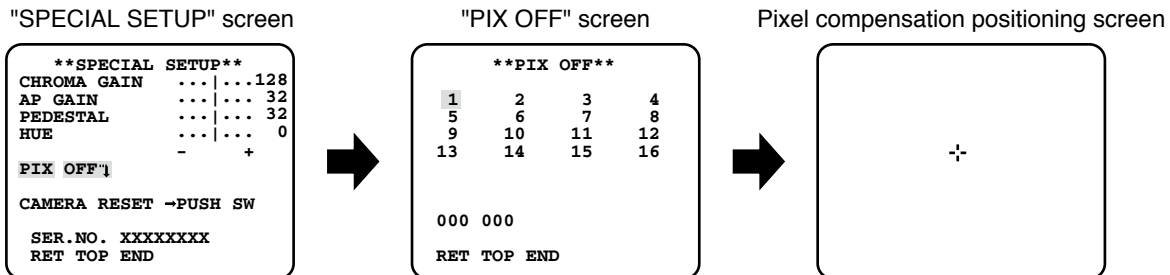 "SPECIAL SETUP" screen
**SPECIAL SETUP**
CHROMA GAIN ...|...128
AP GAIN ...|... 32
PEDESTAL ...|... 32
HUE ...|... 0
- +
PIX OFF
CAMERA RESET →PUSH SW
SER.NO. XXXXXXXX
RET TOP END
"PIX OFF" screen
**PIX OFF**
1 2 3 4
5 6 7 8
9 10 11 12
13 14 15 16
000 000
RET TOP END
Pixel compensation positioning screen